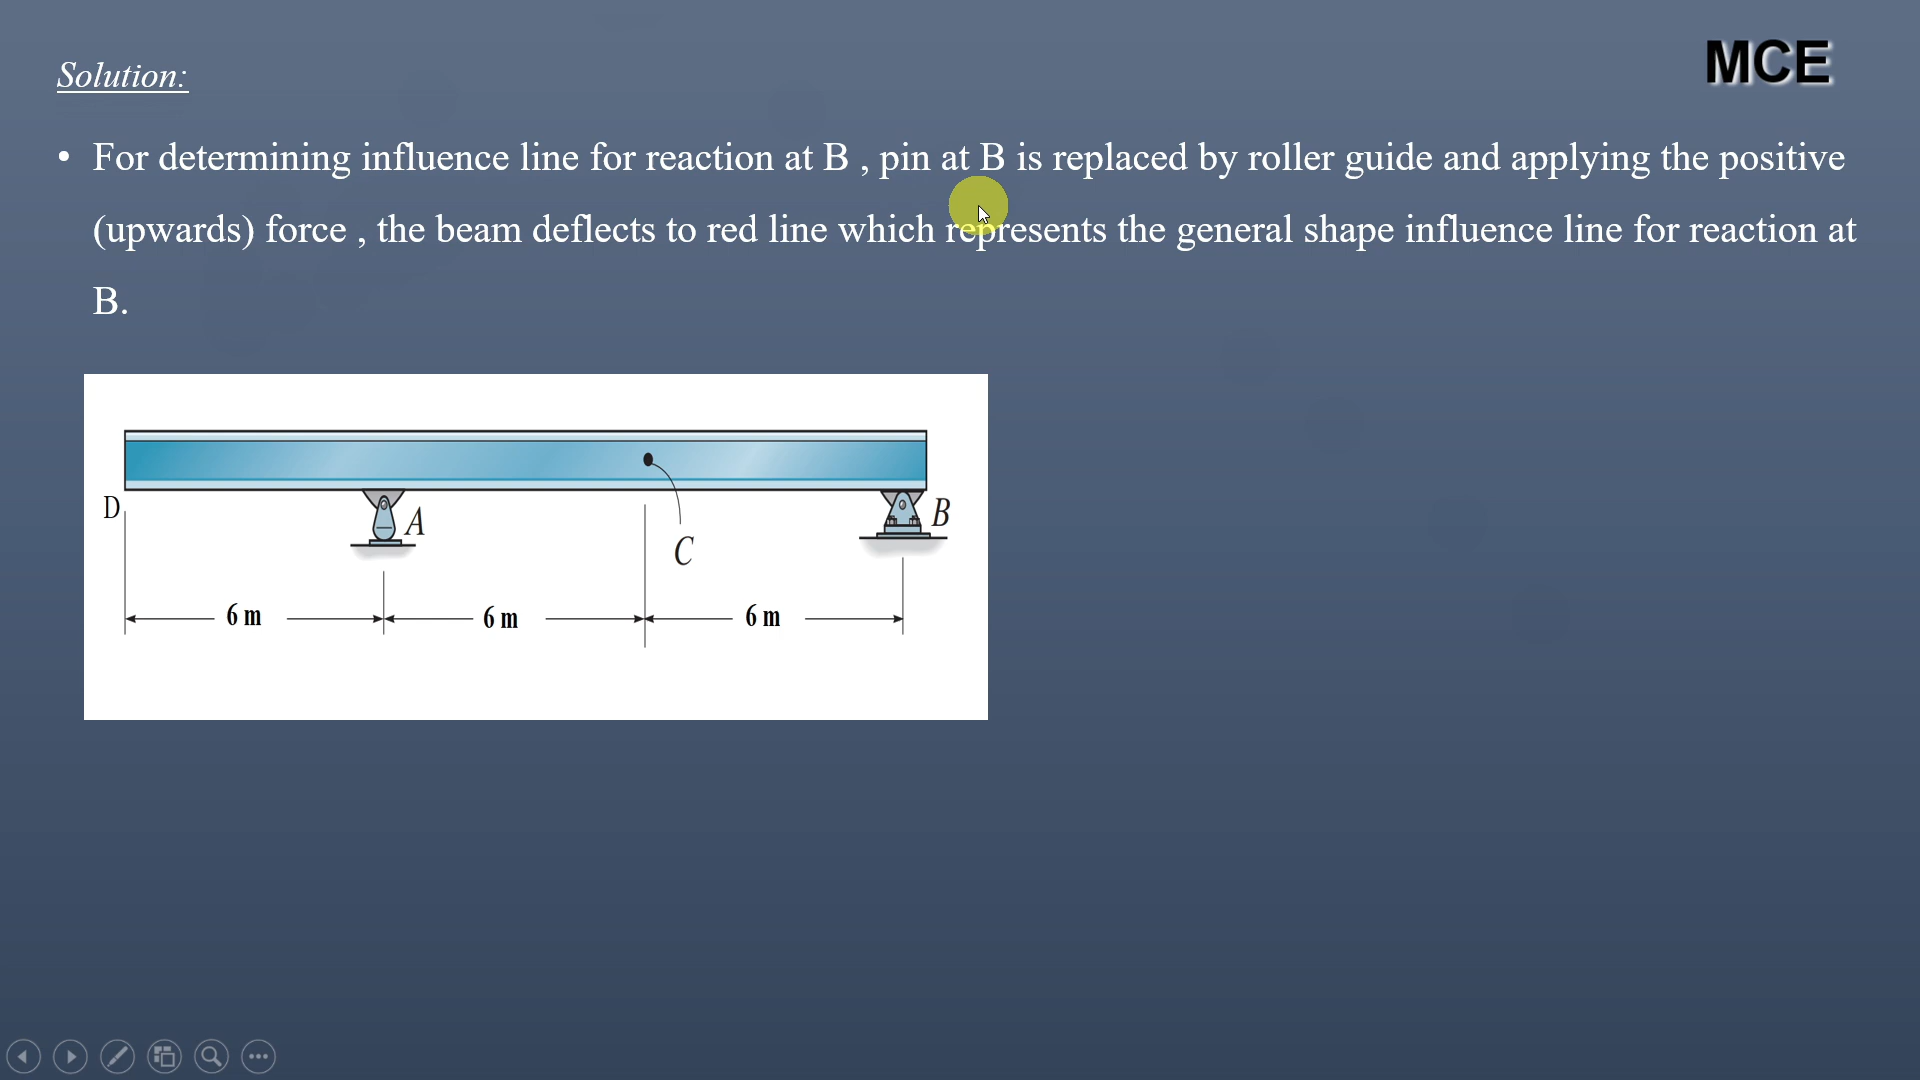 MCE
Solution:
• For determining influence line for reaction at B , pin at B is replaced by roller guide and applying the positive
(upwards) force , the beam deflects to red line which represents the general shape influence line for reaction at
B.
D
A
B
C
6 m
6 m
6 m